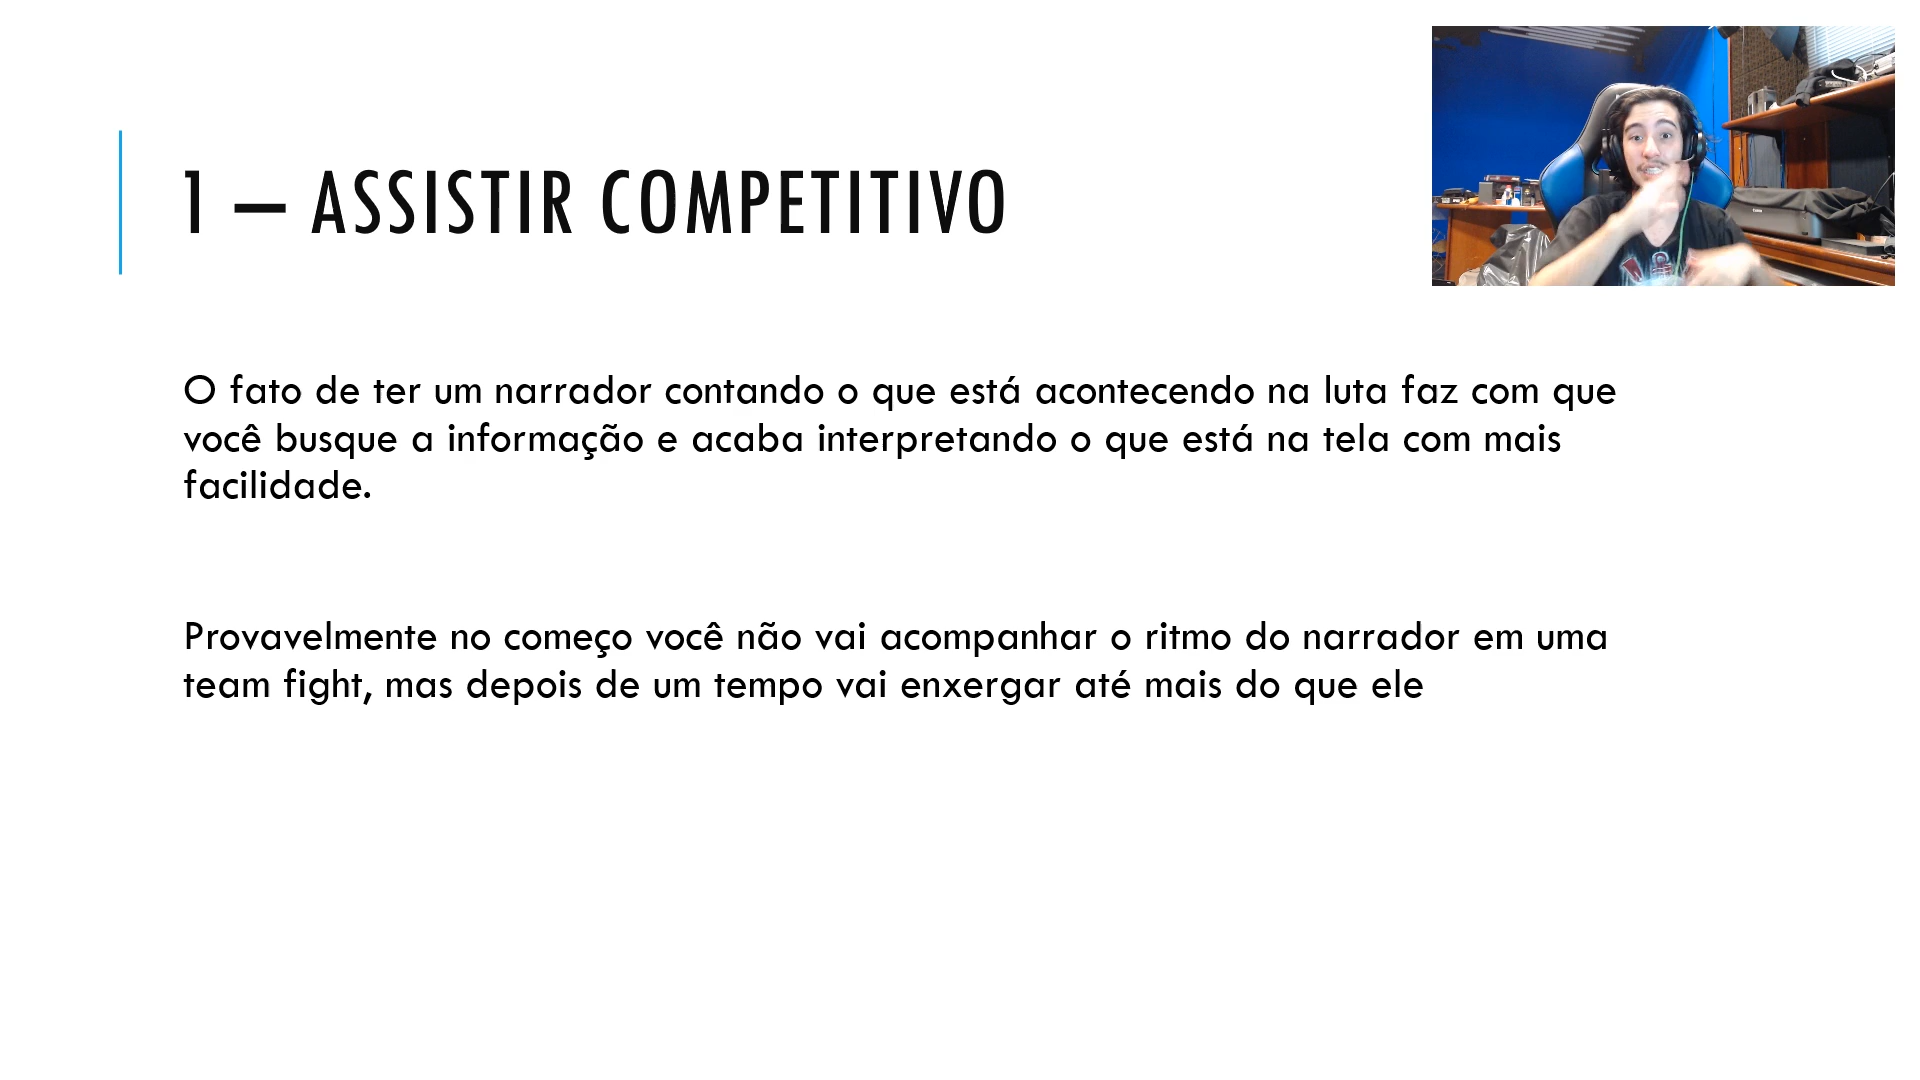 1 – ASSISTIR COMPETITIVO
O fato de ter um narrador contando o que está acontecendo na luta faz com que
você busque a informação e acaba interpretando o que está na tela com mais
facilidade.
Provavelmente no começo você não vai acompanhar o ritmo do narrador em uma
team fight, mas depois de um tempo vai enxergar até mais do que ele